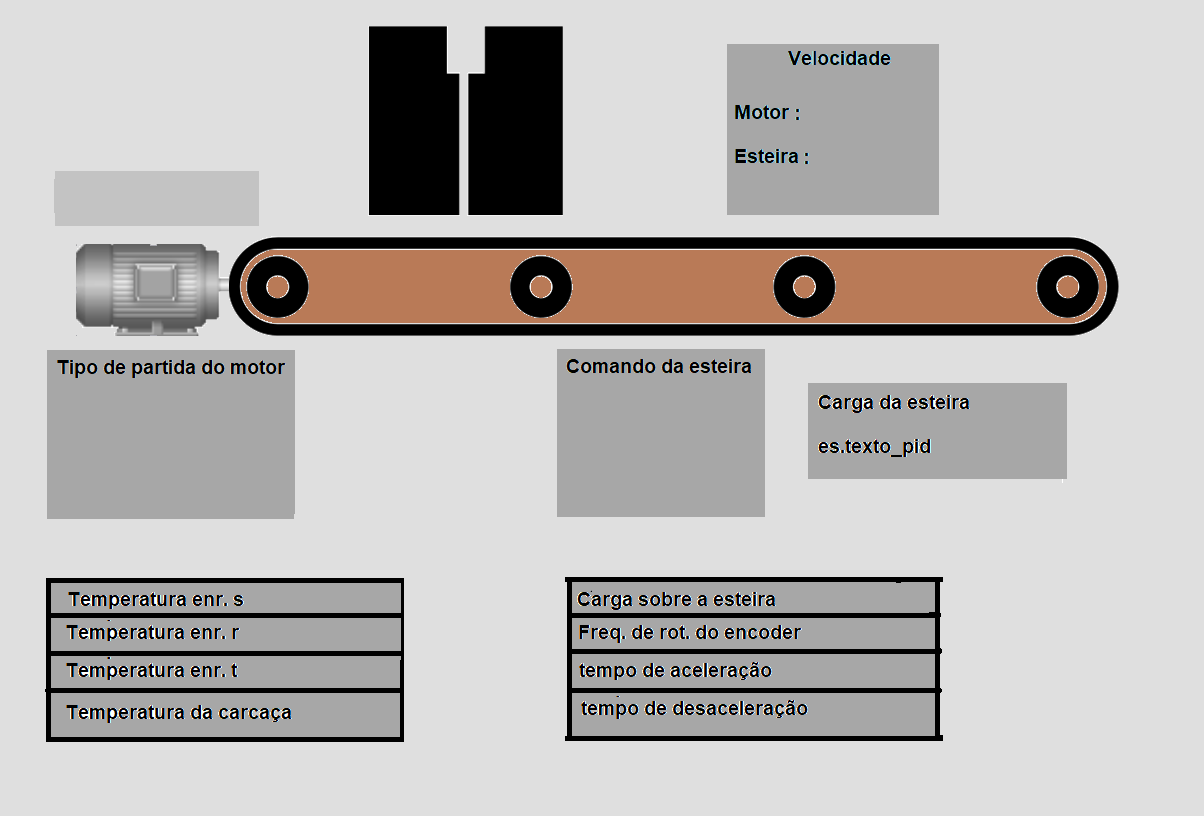 Velocidade
Motor :
Esteira :
Tipo de partida do motor
Comando da esteira
Carga da esteira
es.texto_pid
Temperatura enr. s
Temperatura enr. r
Temperatura enr. t
Temperatura da carcaça
Carga sobre a esteira
Freq. de rot. do encoder
tempo de aceleração
tempo de desaceleração